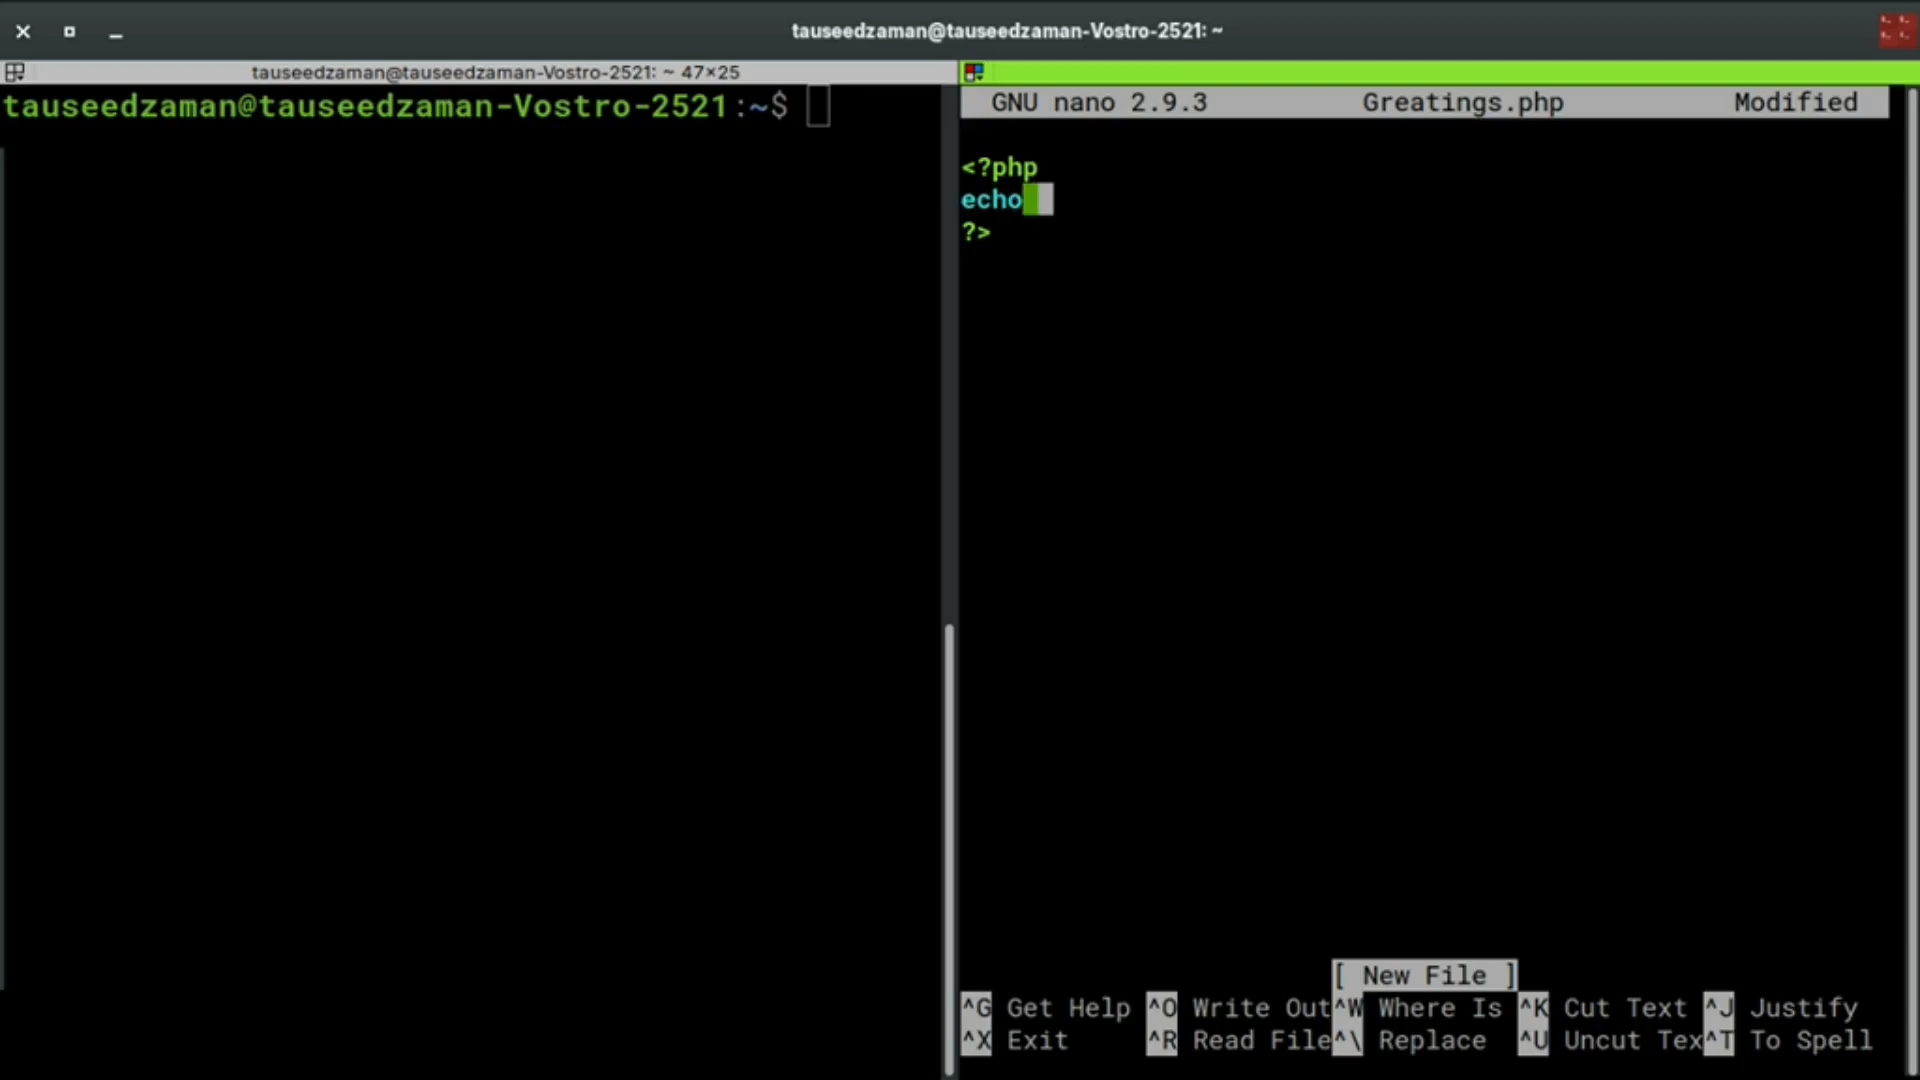 tauseedzaman@tauseedzaman-Vostro-2521: ~
tauseedzaman@tauseedzaman-Vostro-2521: ~ 47×25
tauseedzaman@tauseedzaman-Vostro-2521:~$
GNU nano 2.9.3 Greatings.php Modified
<?php
echo
?>
[ New File ]
^G Get Help ^O Write Out^W Where Is ^K Cut Text ^J Justify
^X Exit ^R Read File^\ Replace ^U Uncut Tex^T To Spell